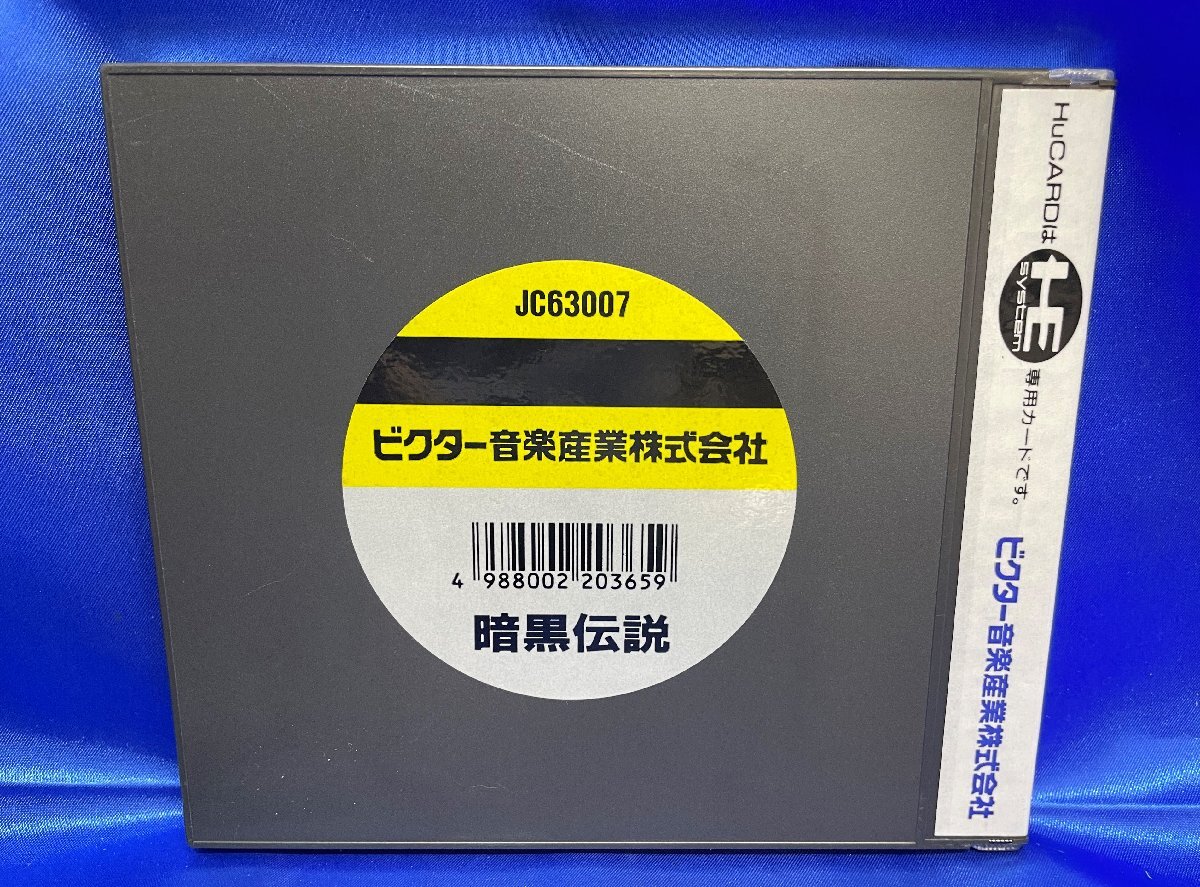 JC63007
ビクター音楽産業株式会社
4 988002 203659
暗黒伝説
HuCARDは HE system 専用カードです。 ビクター音楽産業株式会社